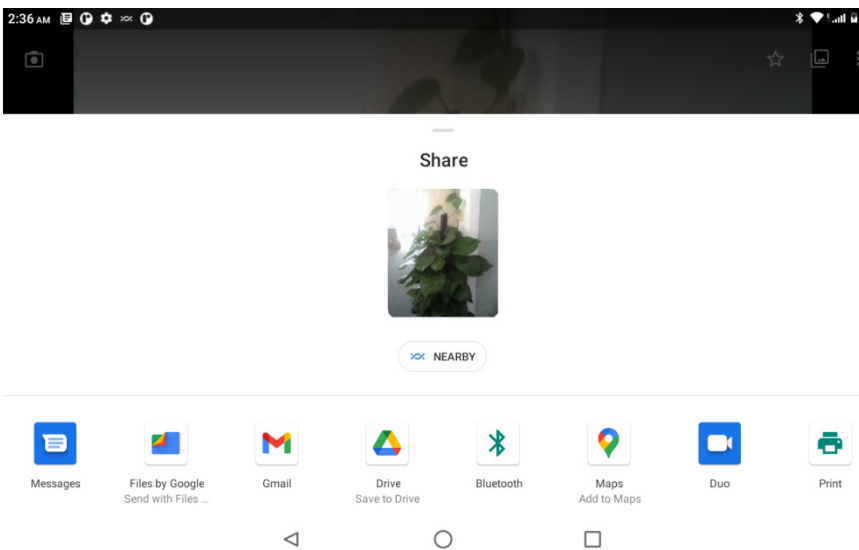 2:36 AM
Share
NEARBY
Messages
Files by Google
Send with Files ...
Gmail
Drive
Save to Drive
Bluetooth
Maps
Add to Maps
Duo
Print